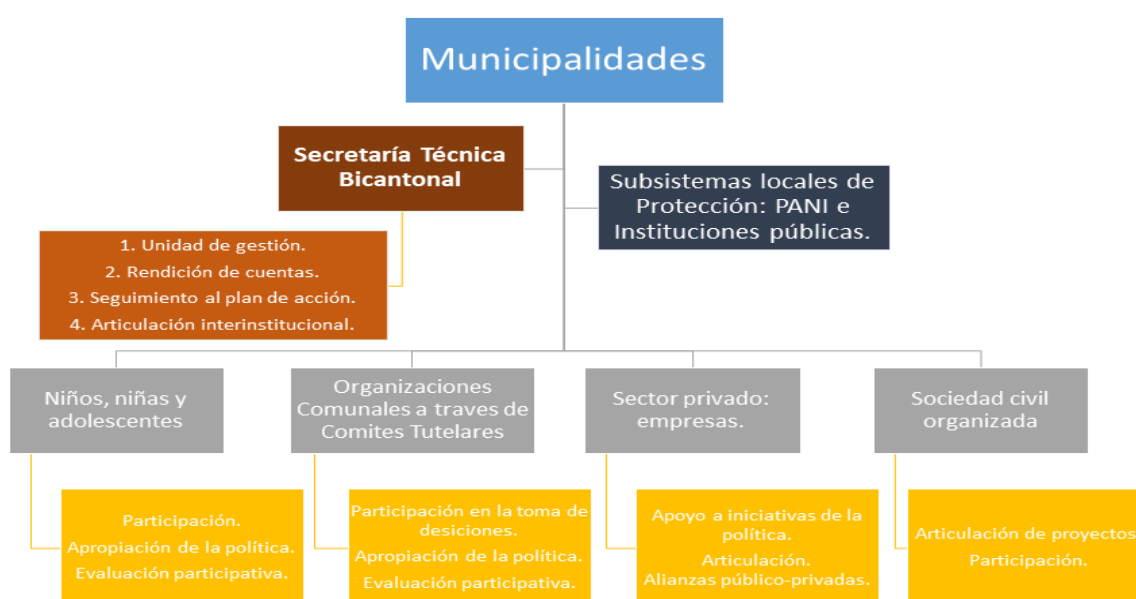 Municipalidades
Secretaría Técnica
Bicantonal
Subsistemas locales de
Protección: PANI e
Instituciones públicas.
1. Unidad de gestión.
2. Rendición de cuentas.
3. Seguimiento al plan de acción.
4. Articulación interinstitucional.
Niños, niñas y
adolescentes
Organizaciones
Comunales a traves de
Comites Tutelares
Sector privado:
empresas.
Sociedad civil
organizada
Participación.
Apropiación de la política.
Evaluación participativa.
Participación en la toma de
desiciones.
Apropiación de la política.
Evaluación participativa.
Apoyo a iniciativas de la
política.
Articulación.
Alianzas público-privadas.
Articulación de proyectos
Participación.